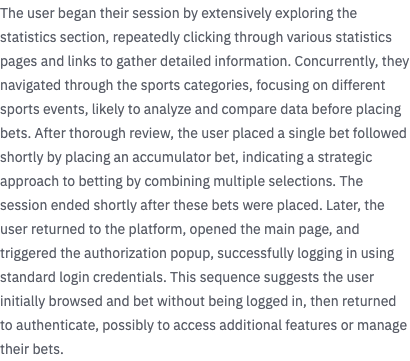 The user began their session by extensively exploring the
statistics section, repeatedly clicking through various statistics
pages and links to gather detailed information. Concurrently, they
navigated through the sports categories, focusing on different
sports events, likely to analyze and compare data before placing
bets. After thorough review, the user placed a single bet followed
shortly by placing an accumulator bet, indicating a strategic
approach to betting by combining multiple selections. The
session ended shortly after these bets were placed. Later, the
user returned to the platform, opened the main page, and
triggered the authorization popup, successfully logging in using
standard login credentials. This sequence suggests the user
initially browsed and bet without being logged in, then returned
to authenticate, possibly to access additional features or manage
their bets.